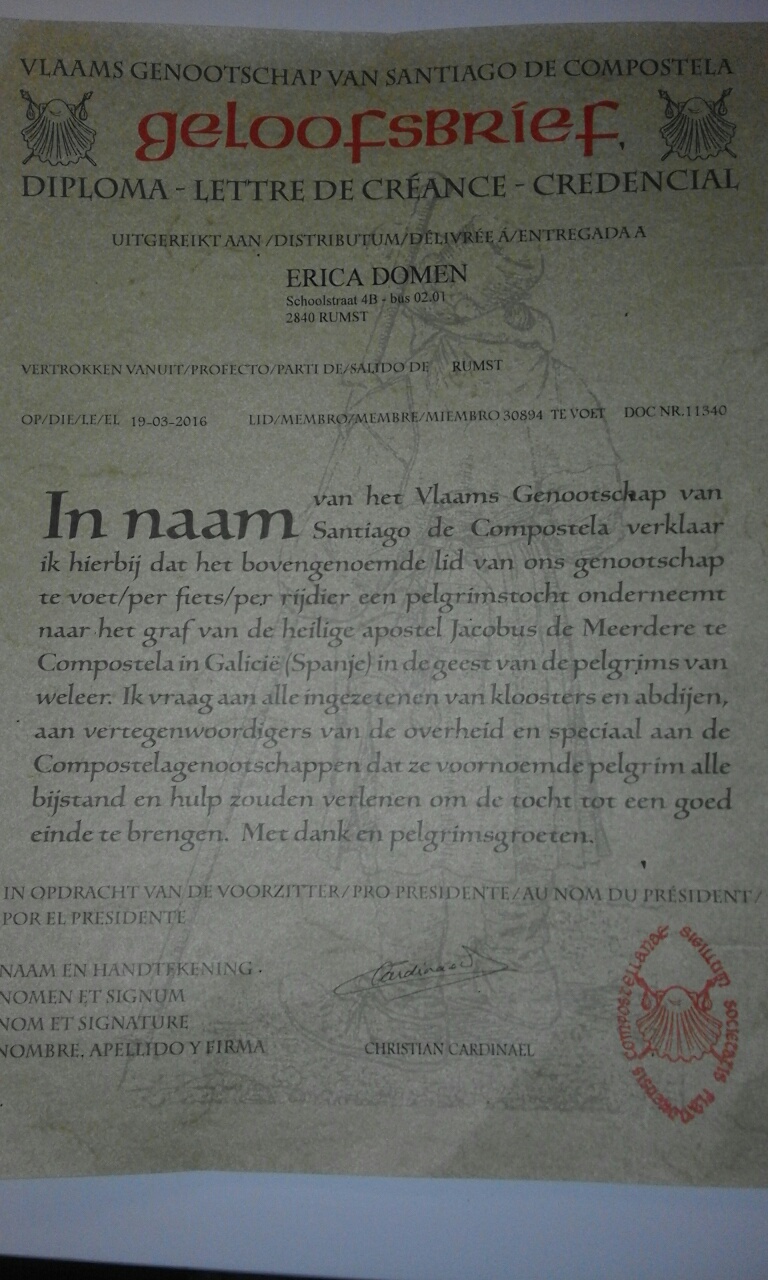 VLAAMS GENOOTSCHAP VAN SANTIAGO DE COMPOSTELA
geloofsbrief
DIPLOMA - LETTRE DE CRÉANCE - CREDENCIAL
UITGEREIKT AAN /DISTRIBUTUM/DÉLIVRÉE À/ENTREGADA A
ERICA DOMEN
Schoolstraat 4B - bus 02.01
2840 RUMST
VERTROKKEN VANUIT/PROFECTO/PARTI DE/SALIDO DE RUMST
OP/DIE/LE/EL 19-03-2016 LID/MEMBRO/MEMBRE/MIEMBRO 30894 TE VOET DOC NR.11340
In naam van het Vlaams Genootschap van
Santiago de Compostela verklaar
ik hierbij dat het bovengenoemde lid van ons genootschap
te voet/per fiets/per rijdier een pelgrimstocht onderneemt
naar het graf van de heilige apostel Jacobus de Meerdere te
Compostela in Galicië (Spanje) in de geest van de pelgrims van
weleer. Ik vraag aan alle ingezetenen van kloosters en abdijen,
aan vertegenwoordigers van de overheid en speciaal aan de
Compostelagenootschappen dat ze voornoemde pelgrim alle
bijstand en hulp zouden verlenen om de tocht tot een goed
einde te brengen. Met dank en pelgrimsgroeten.
IN OPDRACHT VAN DE VOORZITTER/PRO PRESIDENTE/AU NOM DU PRÉSIDENT/
POR EL PRESIDENTE
NAAM EN HANDTEKENING
NOMEN ET SIGNUM
NOM ET SIGNATURE
NOMBRE, APELLIDO Y FIRMA
Cardinael
CHRISTIAN CARDINAEL
sigillum societatis flandrensis compostellanae